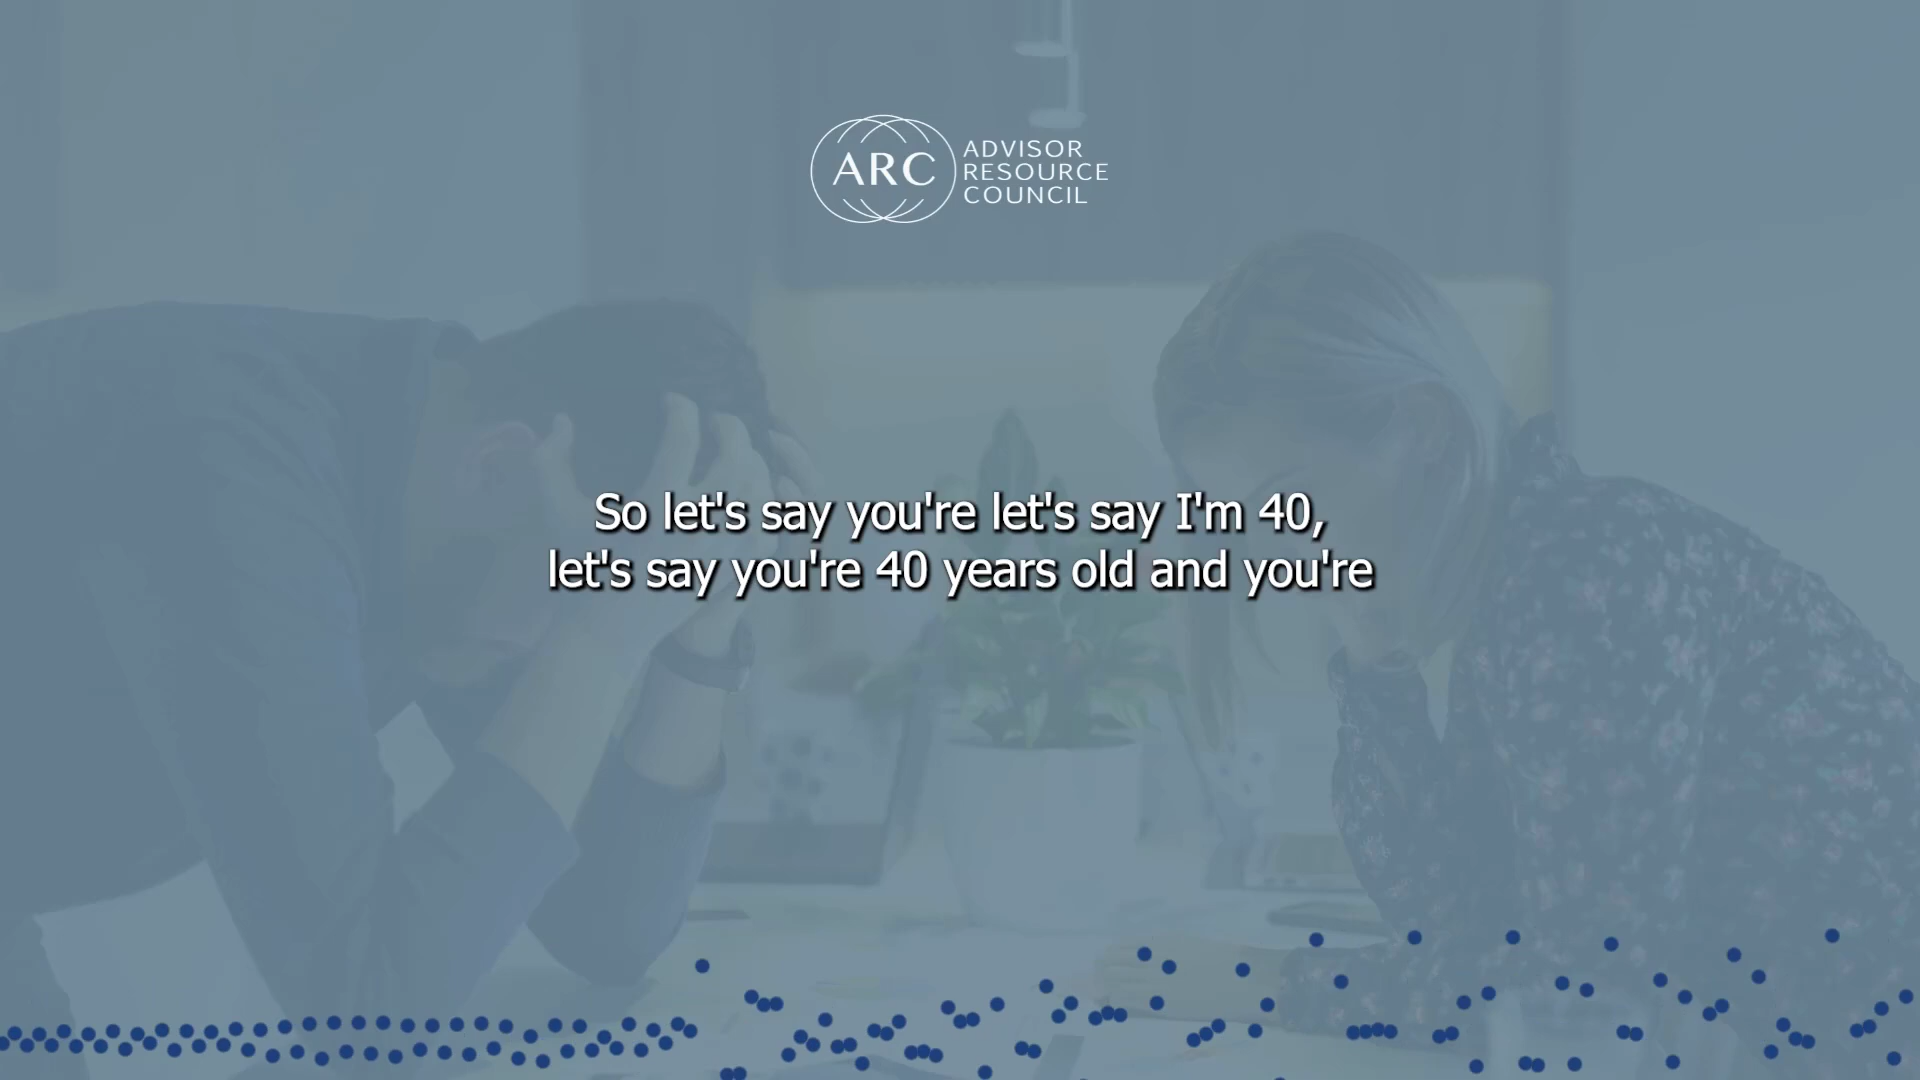 ARC
ADVISOR
RESOURCE
COUNCIL
So let's say you're let's say I'm 40,
let's say you're 40 years old and you're